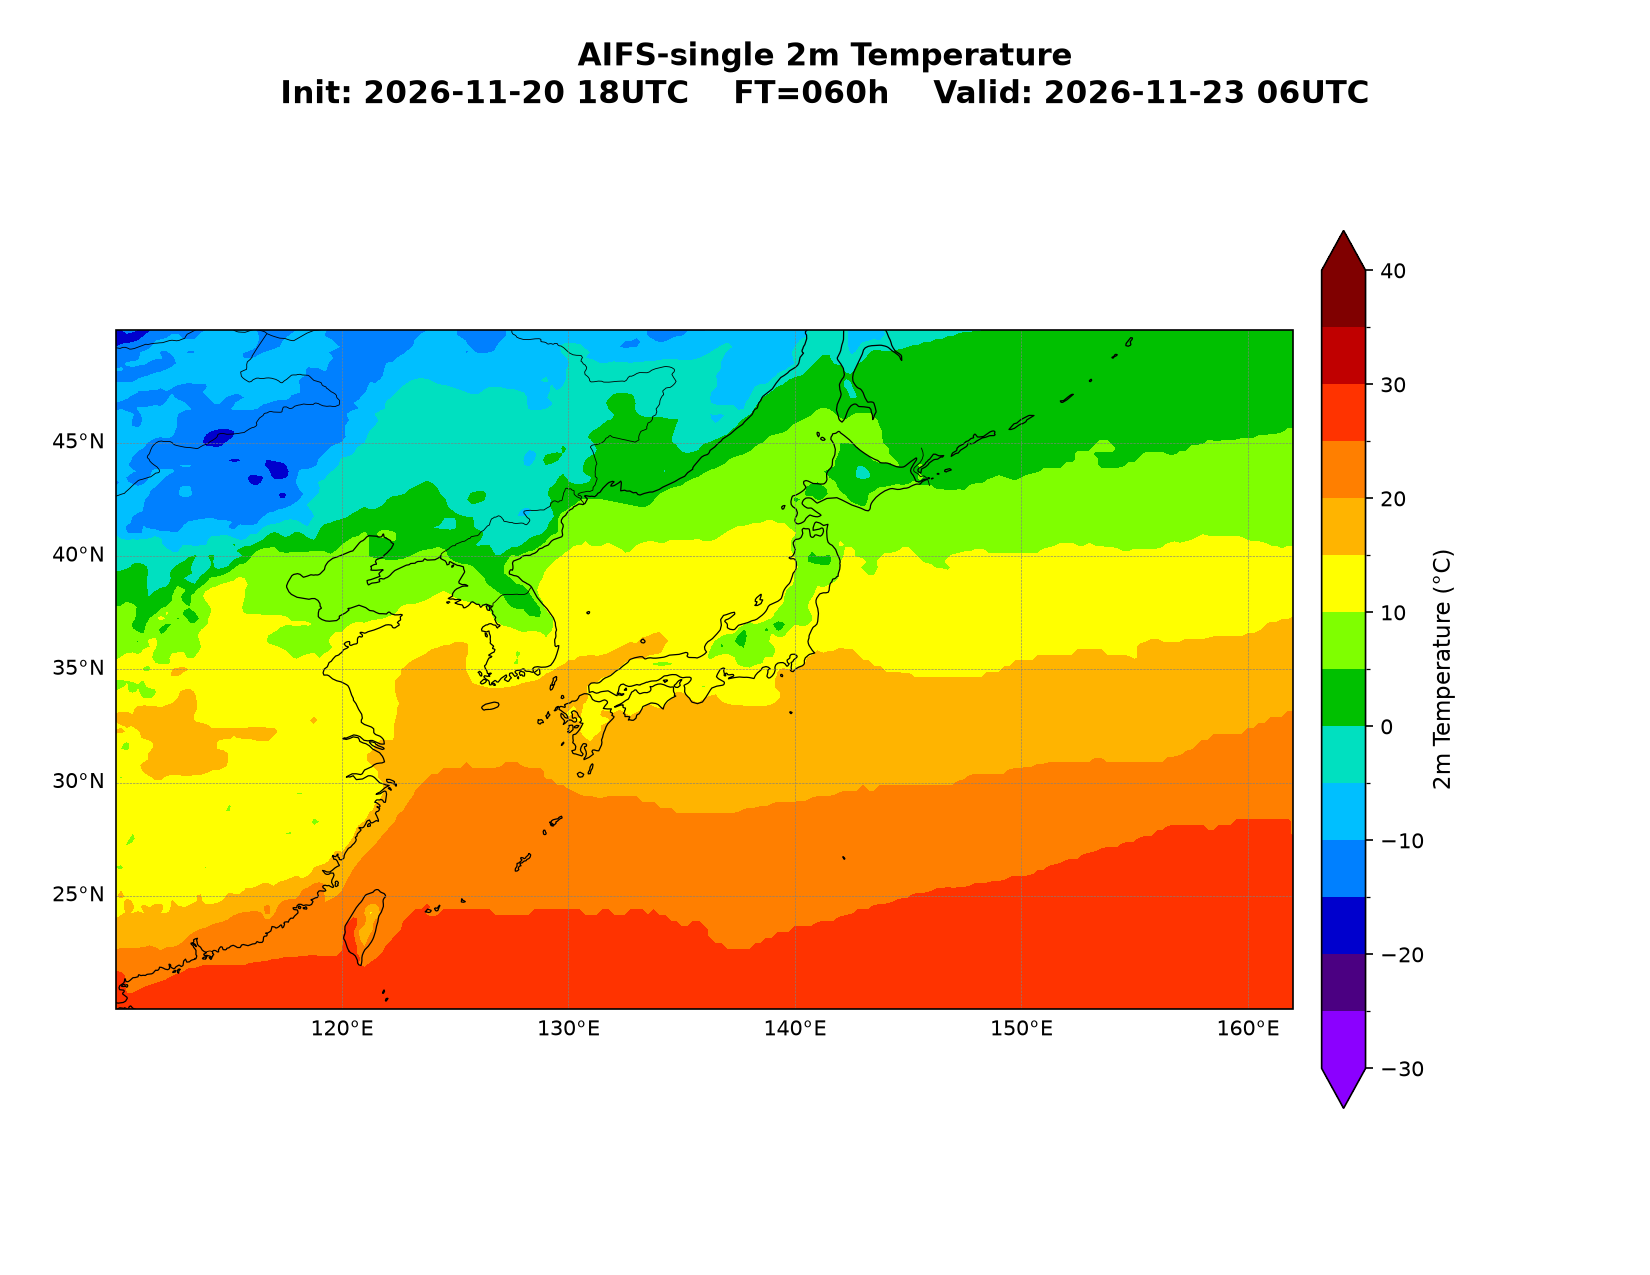 AIFS-single 2m Temperature
Init: 2026-11-20 18UTC    FT=060h    Valid: 2026-11-23 06UTC
45°N
40°N
35°N
30°N
25°N
120°E
130°E
140°E
150°E
160°E
40
30
20
10
0
−10
−20
−30
2m Temperature (°C)